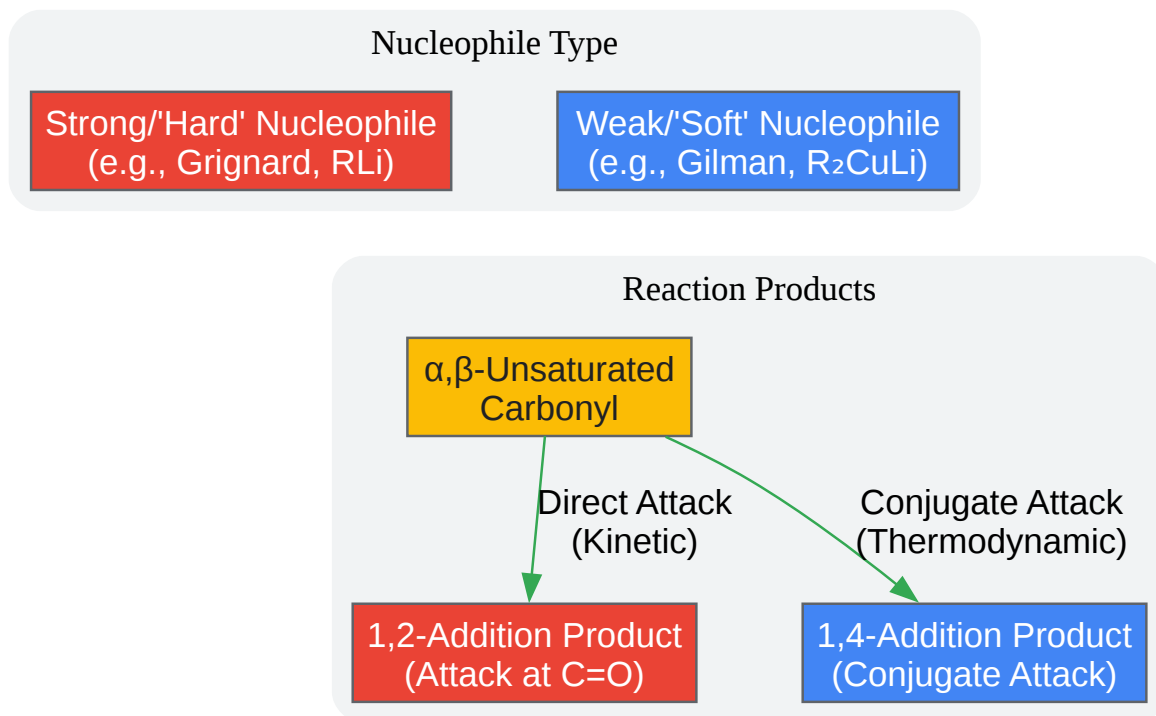 Nucleophile Type
Strong/'Hard' Nucleophile
(e.g., Grignard, RLi)
Weak/'Soft' Nucleophile
(e.g., Gilman, R₂CuLi)
Reaction Products
α,β-Unsaturated
Carbonyl
Direct Attack
(Kinetic)
Conjugate Attack
(Thermodynamic)
1,2-Addition Product
(Attack at C=O)
1,4-Addition Product
(Conjugate Attack)